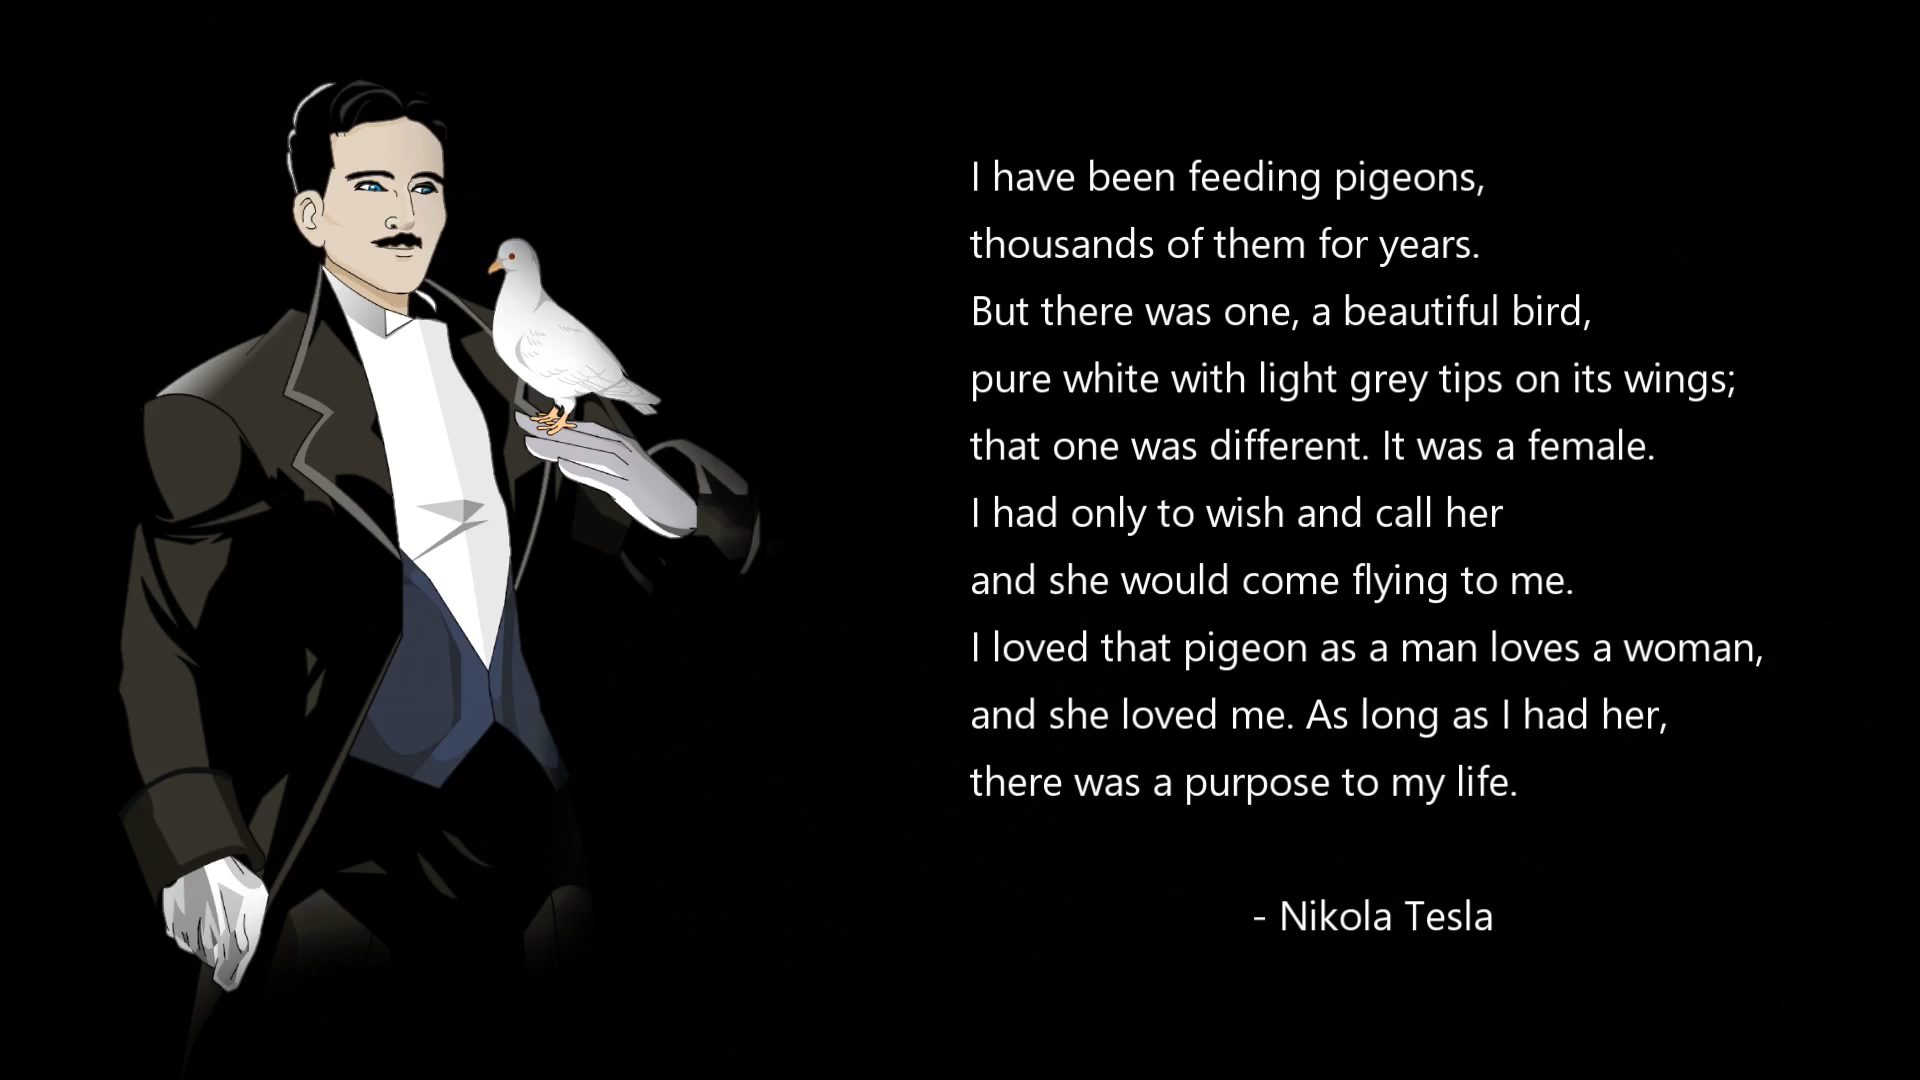 I have been feeding pigeons,
thousands of them for years.
But there was one, a beautiful bird,
pure white with light grey tips on its wings;
that one was different. It was a female.
I had only to wish and call her
and she would come flying to me.
I loved that pigeon as a man loves a woman,
and she loved me. As long as I had her,
there was a purpose to my life.
- Nikola Tesla